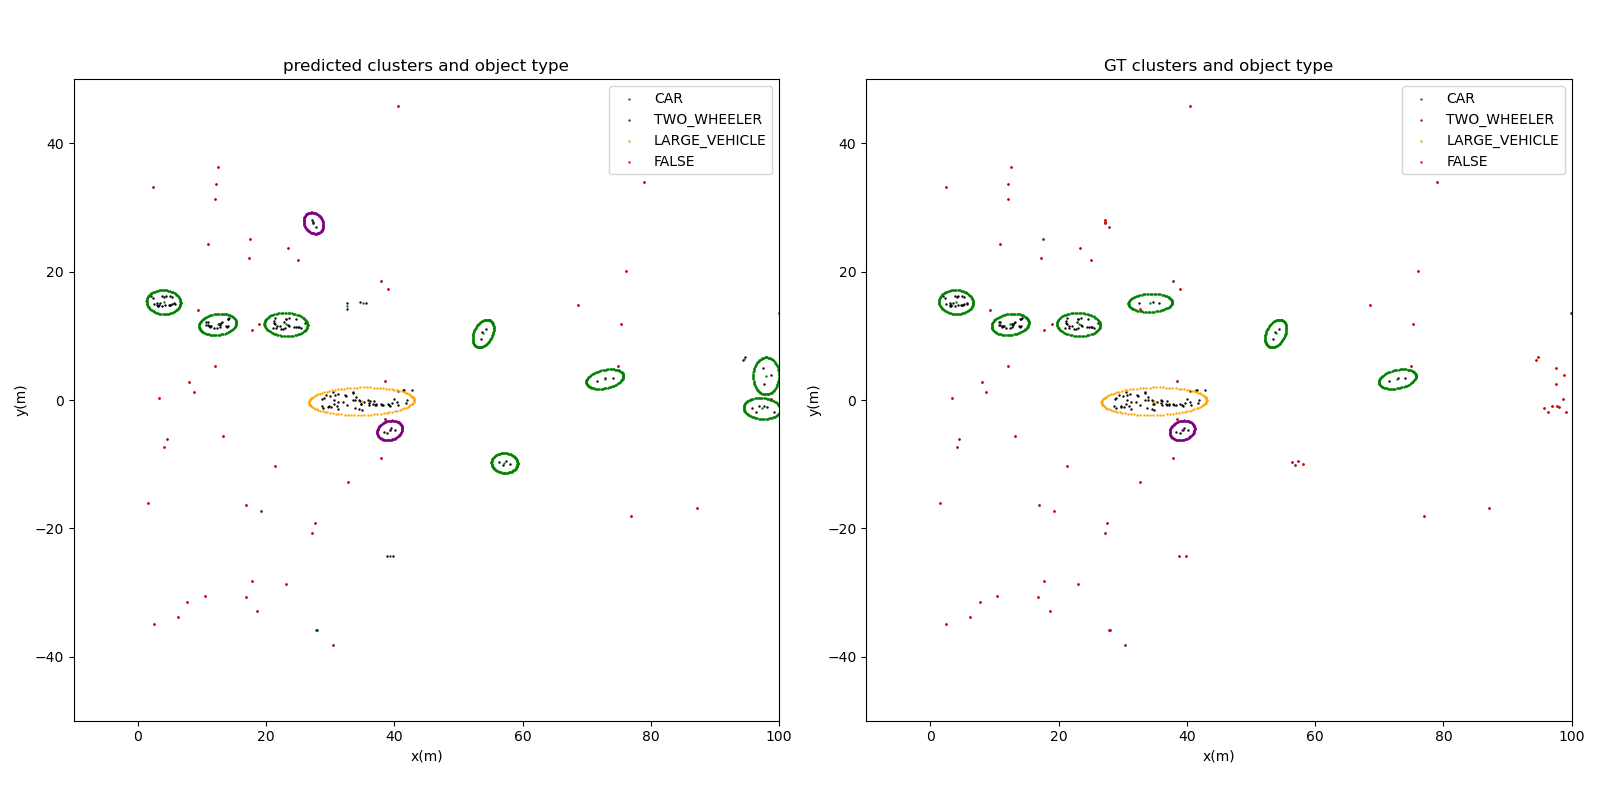 predicted clusters and object type
CAR
TWO_WHEELER
LARGE_VEHICLE
FALSE
40
20
0
−20
−40
y(m)
0
20
40
60
80
100
x(m)
GT clusters and object type
CAR
TWO_WHEELER
LARGE_VEHICLE
FALSE
40
20
0
−20
−40
y(m)
0
20
40
60
80
100
x(m)